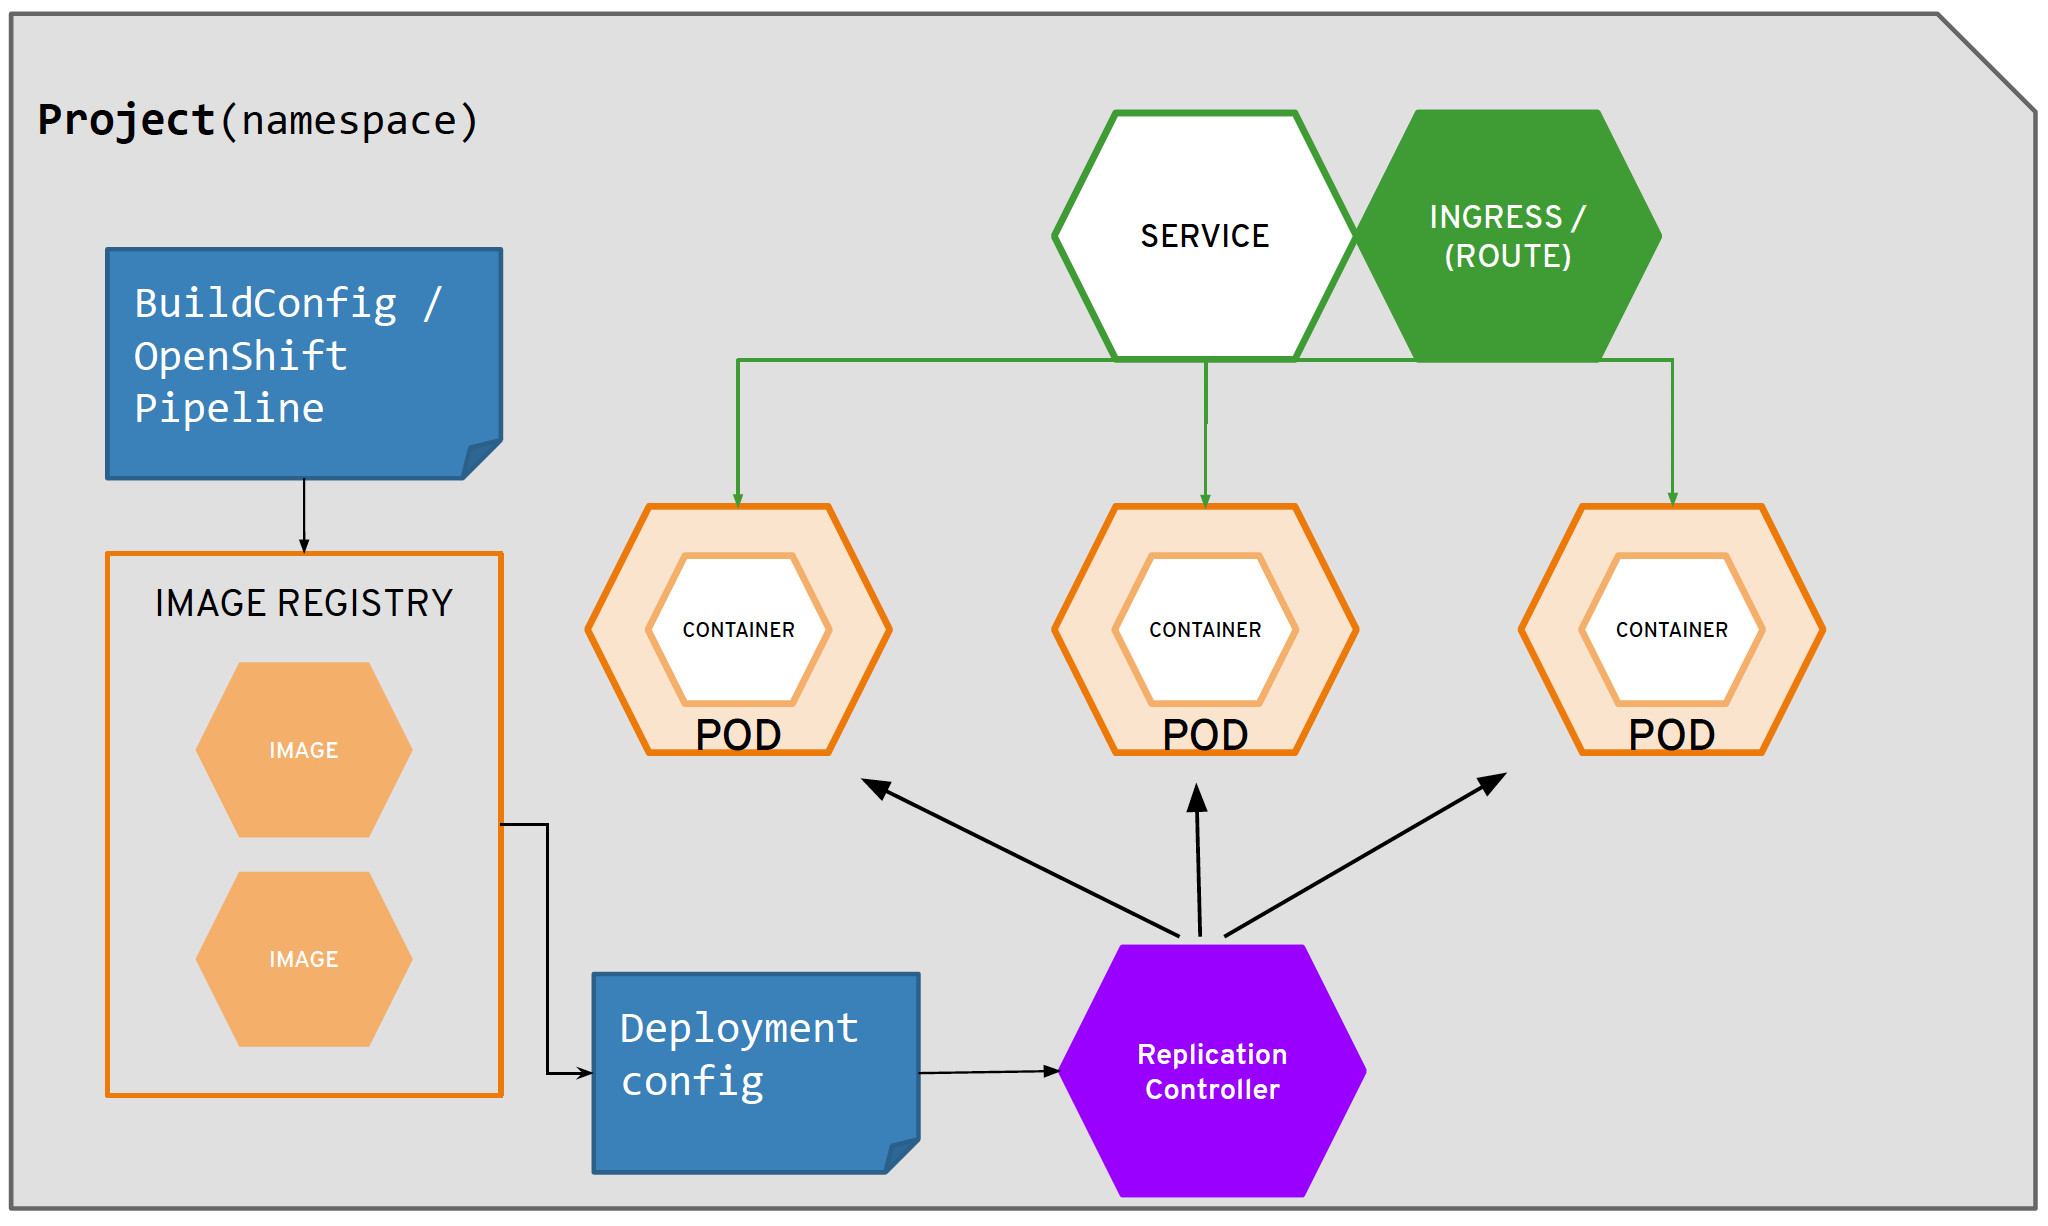 Project(namespace)
SERVICE
INGRESS /
(ROUTE)
BuildConfig /
OpenShift
Pipeline
IMAGE REGISTRY
IMAGE
IMAGE
CONTAINER
POD
CONTAINER
POD
CONTAINER
POD
Deployment
config
Replication
Controller